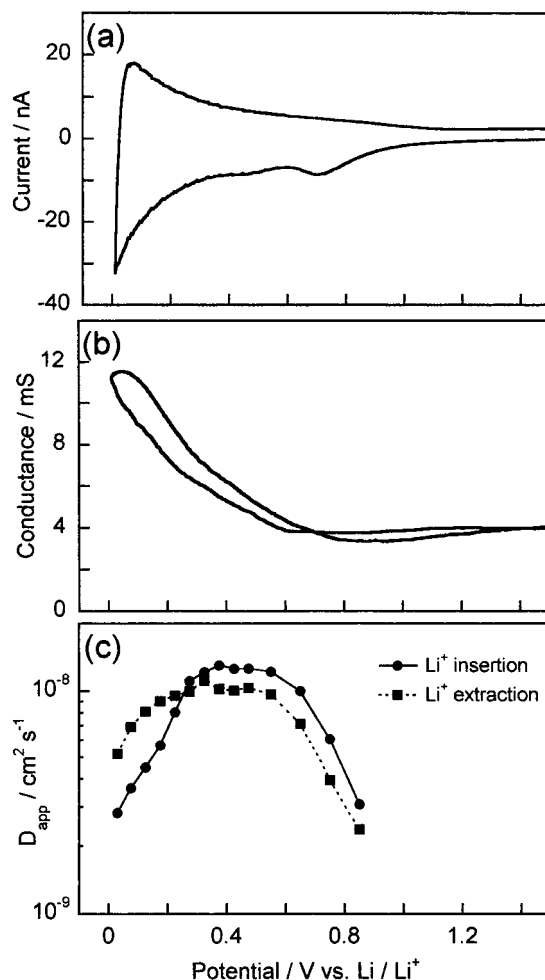 (a)
20
0
-20
-40
Current / nA
(b)
12
8
4
0
Conductance / mS
(c)
Li⁺ insertion
Li⁺ extraction
10⁻⁸
10⁻⁹
D_app / cm² s⁻¹
0 0.4 0.8 1.2
Potential / V vs. Li / Li⁺